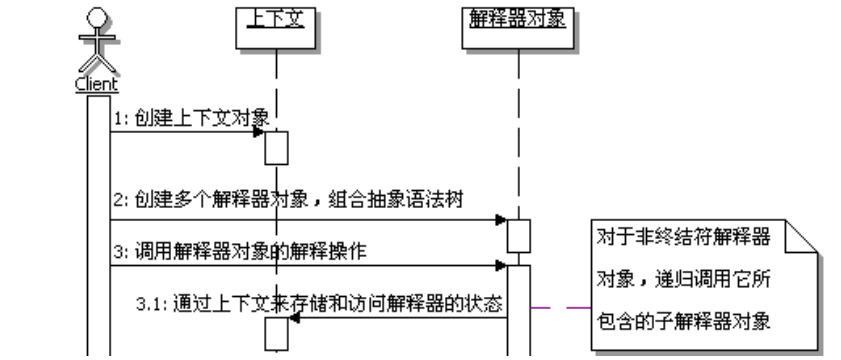 上下文
解释器对象
Client
1: 创建上下文对象
2: 创建多个解释器对象，组合抽象语法树
3: 调用解释器对象的解释操作
对于非终结符解释器
对象，递归调用它所
包含的子解释器对象
3.1: 通过上下文来存储和访问解释器的状态